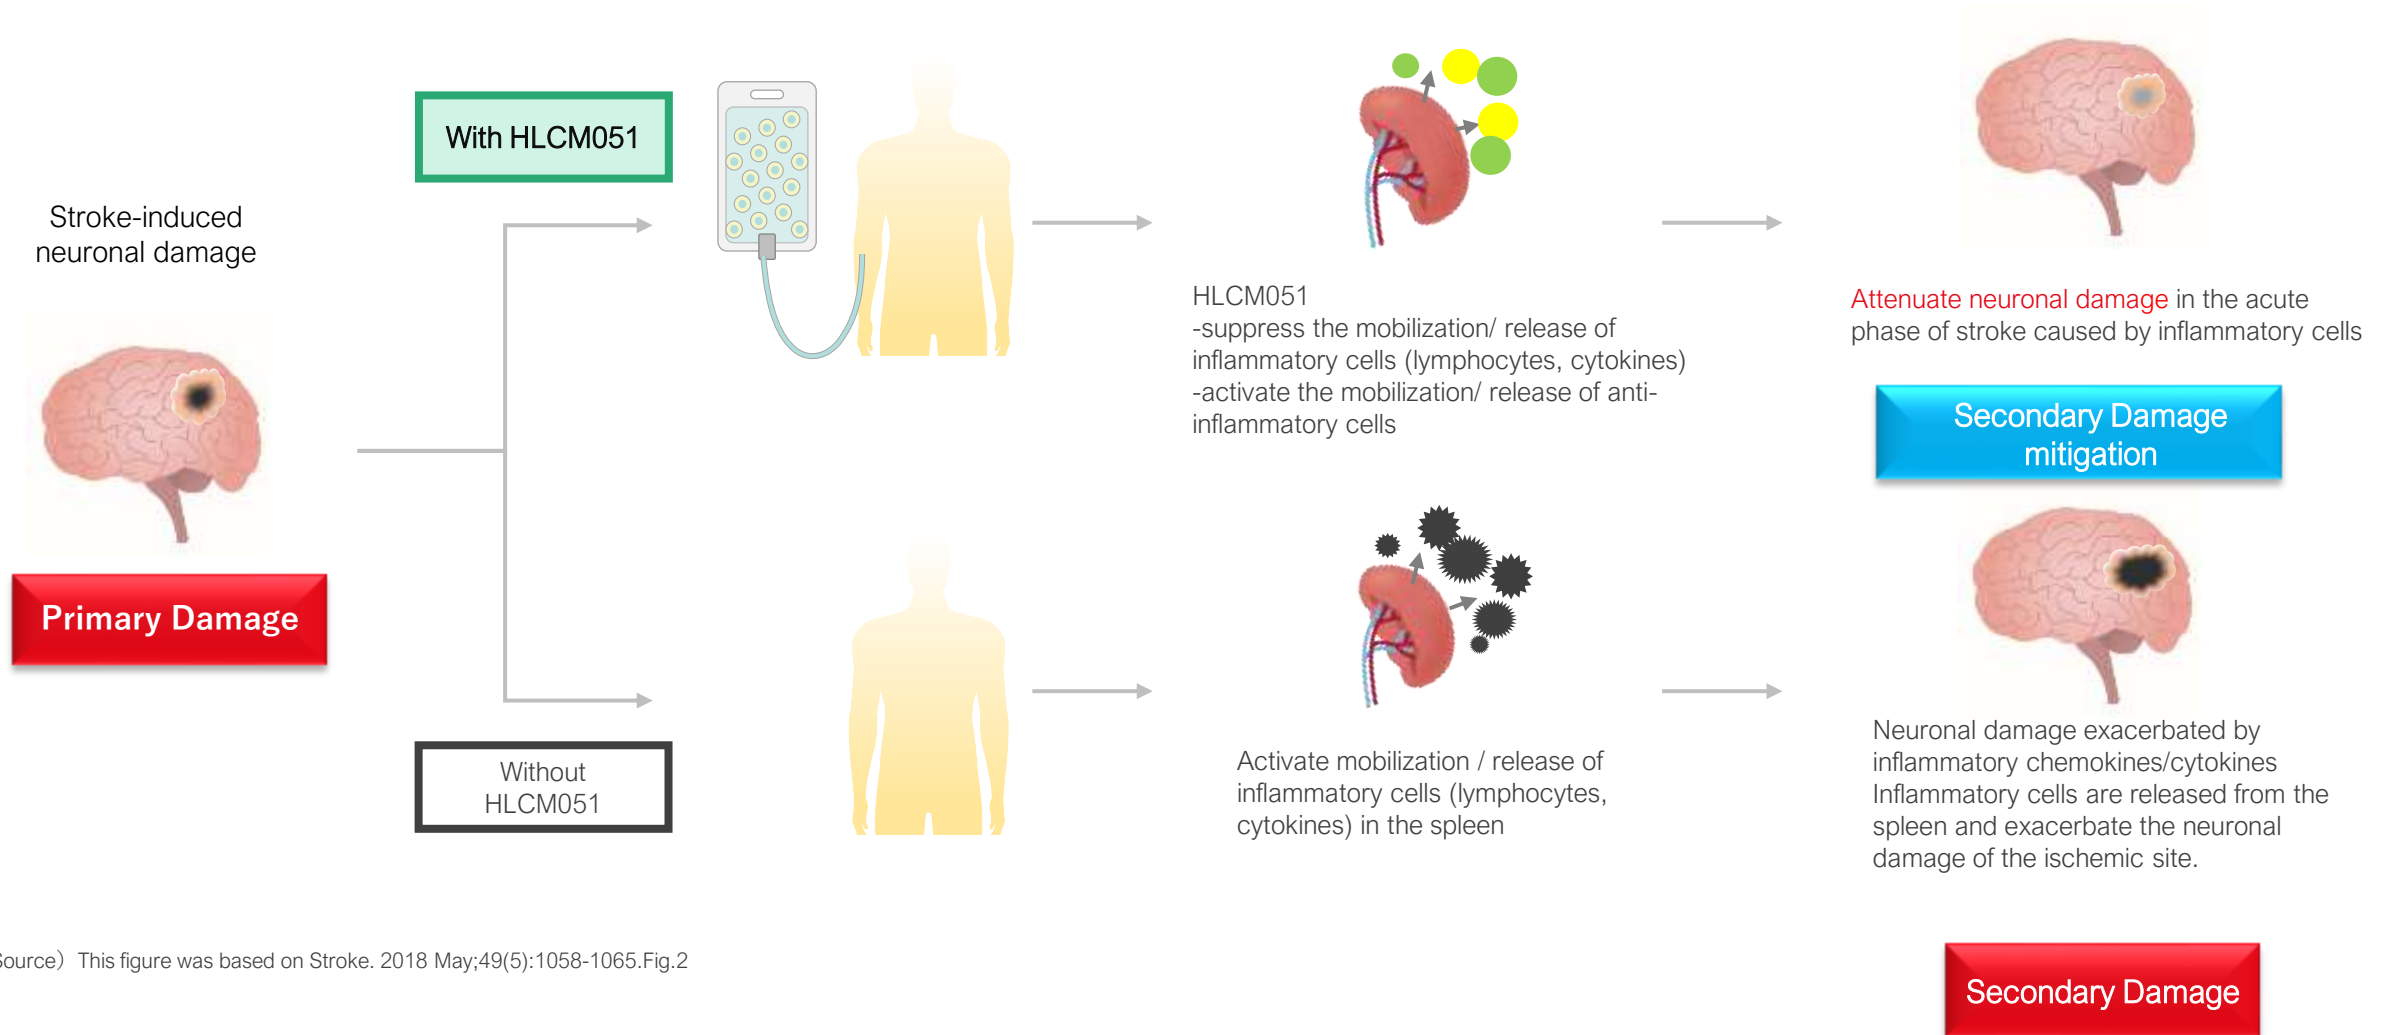 Stroke-induced
neuronal damage
Primary Damage
With HLCM051
HLCM051
-suppress the mobilization/ release of
inflammatory cells (lymphocytes, cytokines)
-activate the mobilization/ release of anti-
inflammatory cells
Attenuate neuronal damage in the acute
phase of stroke caused by inflammatory cells
Secondary Damage
mitigation
Without
HLCM051
Activate mobilization / release of
inflammatory cells (lymphocytes,
cytokines) in the spleen
Neuronal damage exacerbated by
inflammatory chemokines/cytokines
Inflammatory cells are released from the
spleen and exacerbate the neuronal
damage of the ischemic site.
Secondary Damage
Source）This figure was based on Stroke. 2018 May;49(5):1058-1065.Fig.2